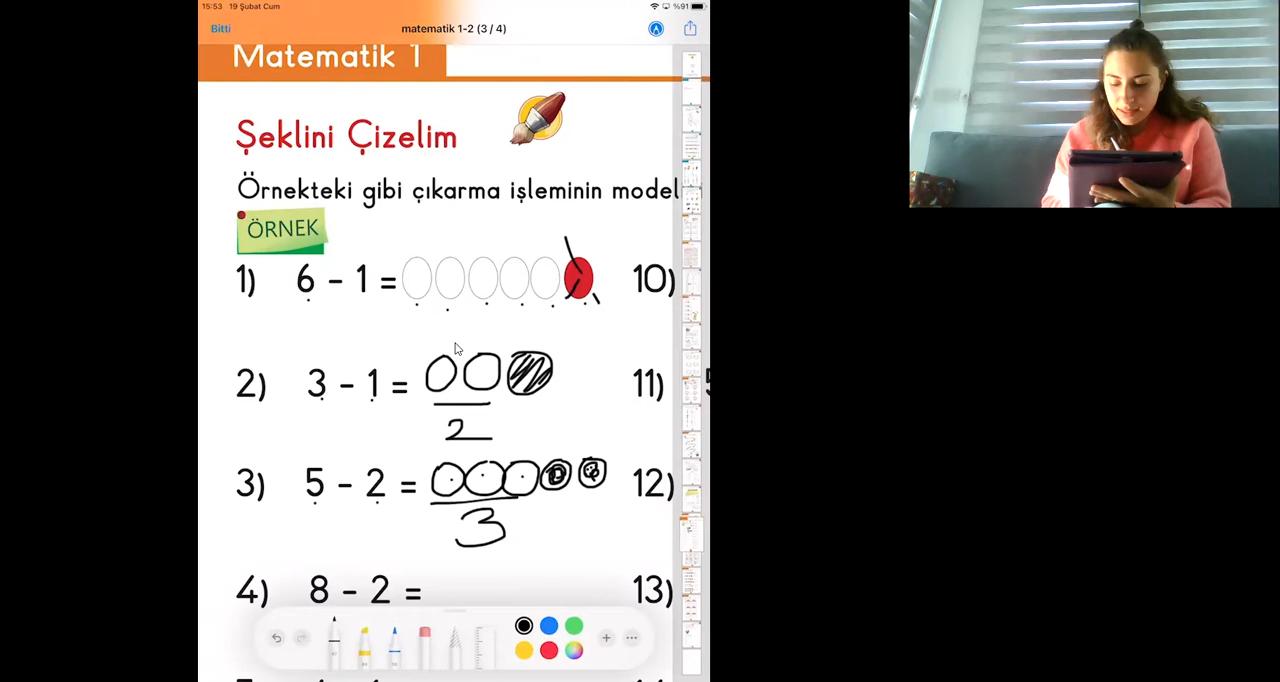 15:53 19 Şubat Cum %91
Bitti matematik 1-2 (3 / 4)
Matematik 1
Şeklini Çizelim
Örnekteki gibi çıkarma işleminin model
ÖRNEK
1) 6 - 1 = 10)
2) 3 - 1 = 11)
2
3) 5 - 2 = 12)
3
4) 8 - 2 = 13)